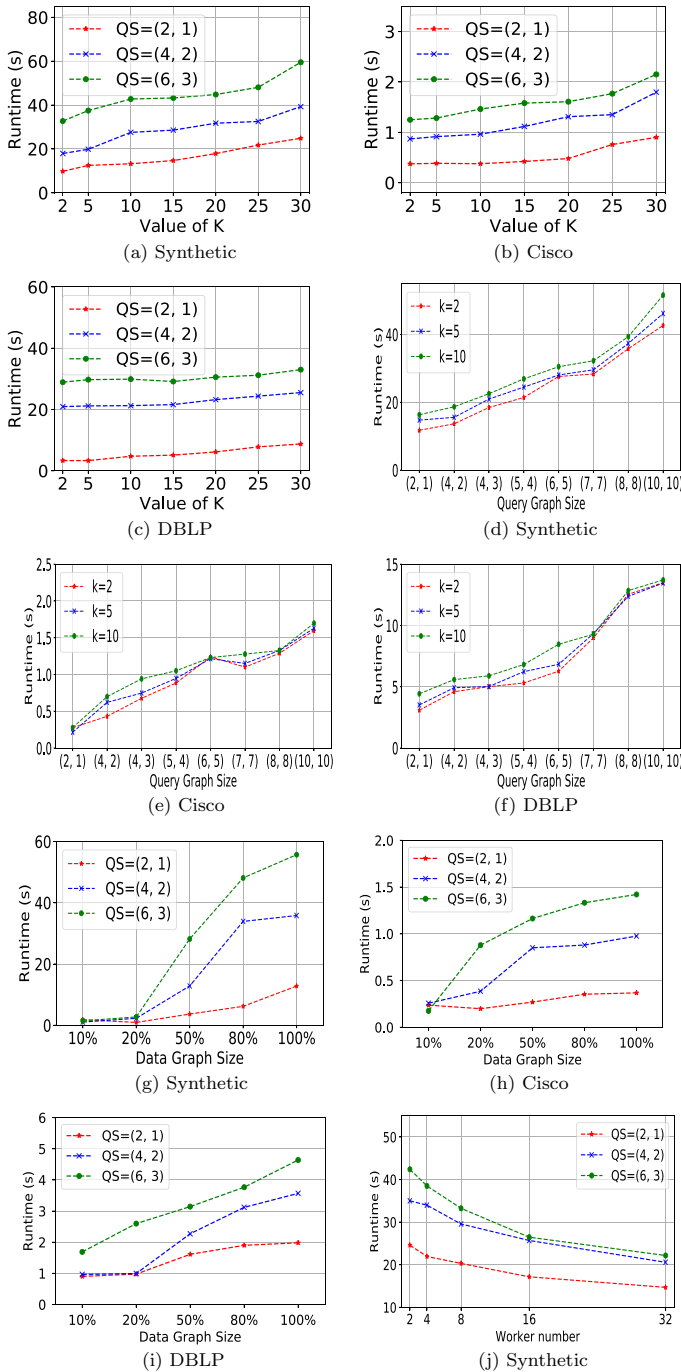 80
60
40
20
0
Runtime (s)
QS=(2, 1)
QS=(4, 2)
QS=(6, 3)
2 5 10 15 20 25 30
Value of K
(a) Synthetic
3
2
1
0
Runtime (s)
QS=(2, 1)
QS=(4, 2)
QS=(6, 3)
2 5 10 15 20 25 30
Value of K
(b) Cisco
60
40
20
0
Runtime (s)
QS=(2, 1)
QS=(4, 2)
QS=(6, 3)
2 5 10 15 20 25 30
Value of K
(c) DBLP
40
20
0
Runtime (s)
k=2
k=5
k=10
(2, 1) (4, 2) (4, 3) (5, 4) (6, 5) (7, 7) (8, 8) (10, 10)
Query Graph Size
(d) Synthetic
2.5
2.0
1.5
1.0
0.5
0.0
Runtime (s)
k=2
k=5
k=10
(2, 1) (4, 2) (4, 3) (5, 4) (6, 5) (7, 7) (8, 8) (10, 10)
Query Graph Size
(e) Cisco
15
10
5
0
Runtime (s)
k=2
k=5
k=10
(2, 1) (4, 2) (4, 3) (5, 4) (6, 5) (7, 7) (8, 8) (10, 10)
Query Graph Size
(f) DBLP
60
40
20
0
Runtime (s)
QS=(2, 1)
QS=(4, 2)
QS=(6, 3)
10% 20% 50% 80% 100%
Data Graph Size
(g) Synthetic
2.0
1.5
1.0
0.5
0.0
Runtime (s)
QS=(2, 1)
QS=(4, 2)
QS=(6, 3)
10% 20% 50% 80% 100%
Data Graph Size
(h) Cisco
6
5
4
3
2
1
0
Runtime (s)
QS=(2, 1)
QS=(4, 2)
QS=(6, 3)
10% 20% 50% 80% 100%
Data Graph Size
(i) DBLP
50
40
30
20
10
Runtime (s)
QS=(2, 1)
QS=(4, 2)
QS=(6, 3)
2 4 8 16 32
Worker number
(j) Synthetic